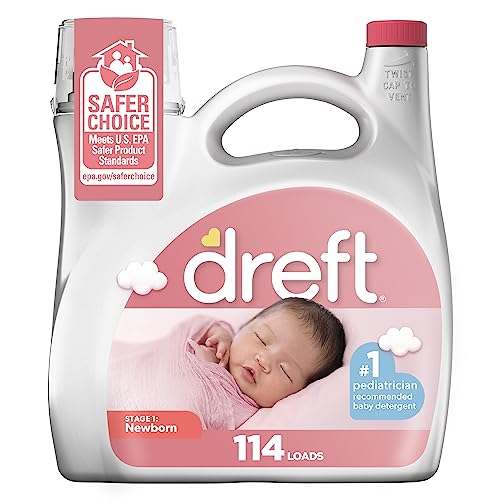 SAFER
CHOICE
Meets U.S. EPA
Safer Product
Standards
epa.gov/saferchoice
TWIST
CAP TO
VENT
dreft®
#1
pediatrician
recommended
baby detergent
STAGE 1:
Newborn
114 LOADS